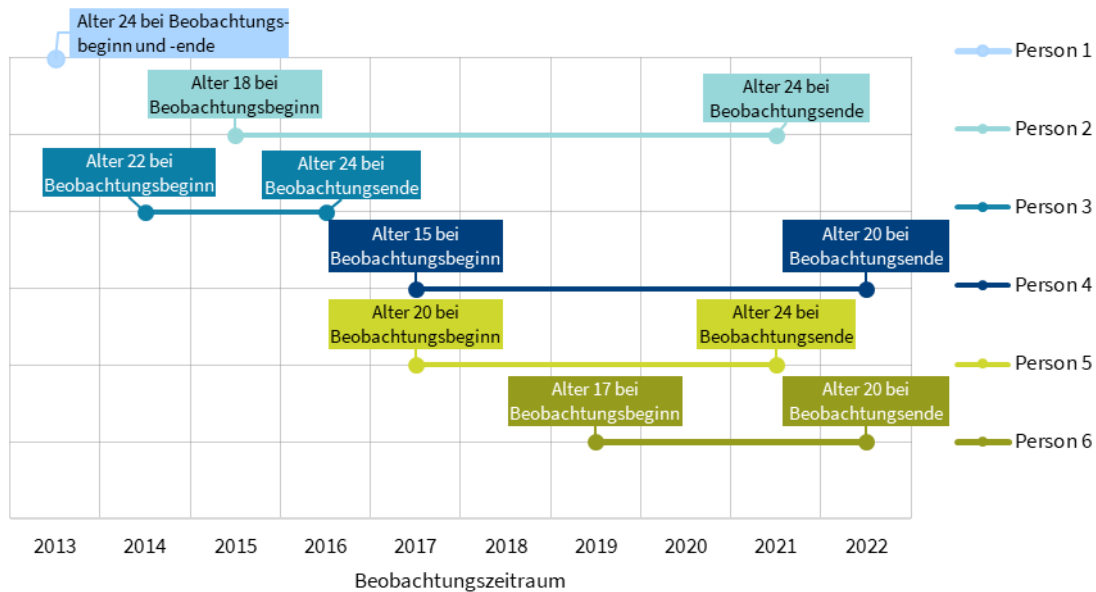 Alter 24 bei Beobachtungs-
beginn und -ende
Person 1
Alter 18 bei
Beobachtungsbeginn
Alter 24 bei
Beobachtungsende
Person 2
Alter 22 bei
Beobachtungsbeginn
Alter 24 bei
Beobachtungsende
Person 3
Alter 15 bei
Beobachtungsbeginn
Alter 20 bei
Beobachtungsende
Person 4
Alter 20 bei
Beobachtungsbeginn
Alter 24 bei
Beobachtungsende
Person 5
Alter 17 bei
Beobachtungsbeginn
Alter 20 bei
Beobachtungsende
Person 6
2013 2014 2015 2016 2017 2018 2019 2020 2021 2022
Beobachtungszeitraum